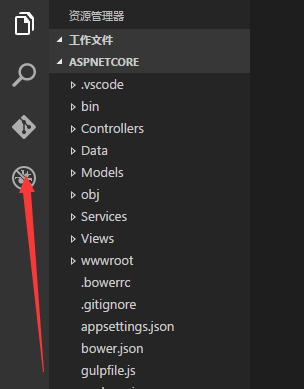 资源管理器
工作文件
ASPNETCORE
.vscode
bin
Controllers
Data
Models
obj
Services
Views
wwwroot
.bowerrc
.gitignore
appsettings.json
bower.json
gulpfile.js